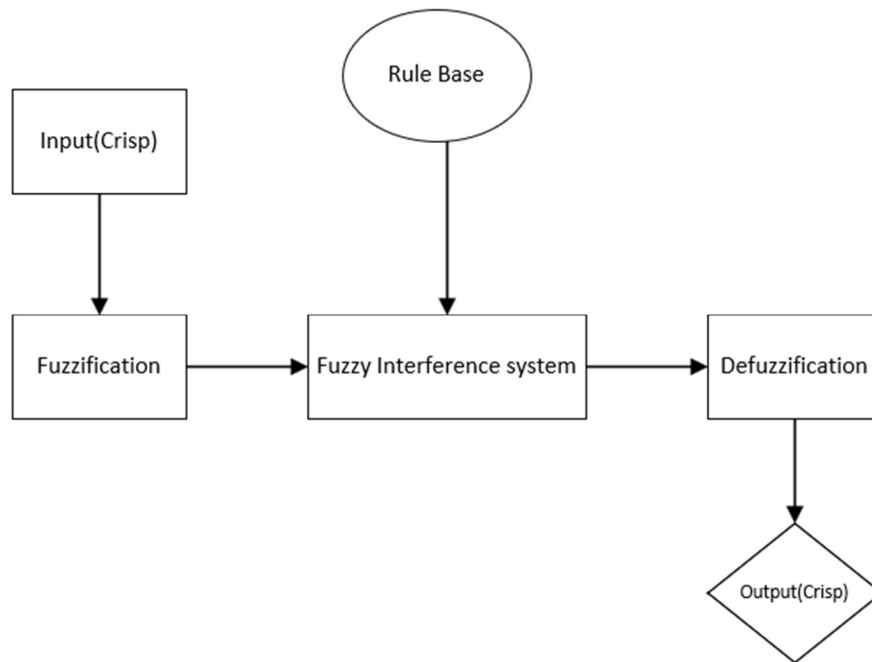 Rule Base
Input(Crisp)
Fuzzification
Fuzzy Interference system
Defuzzification
Output(Crisp)